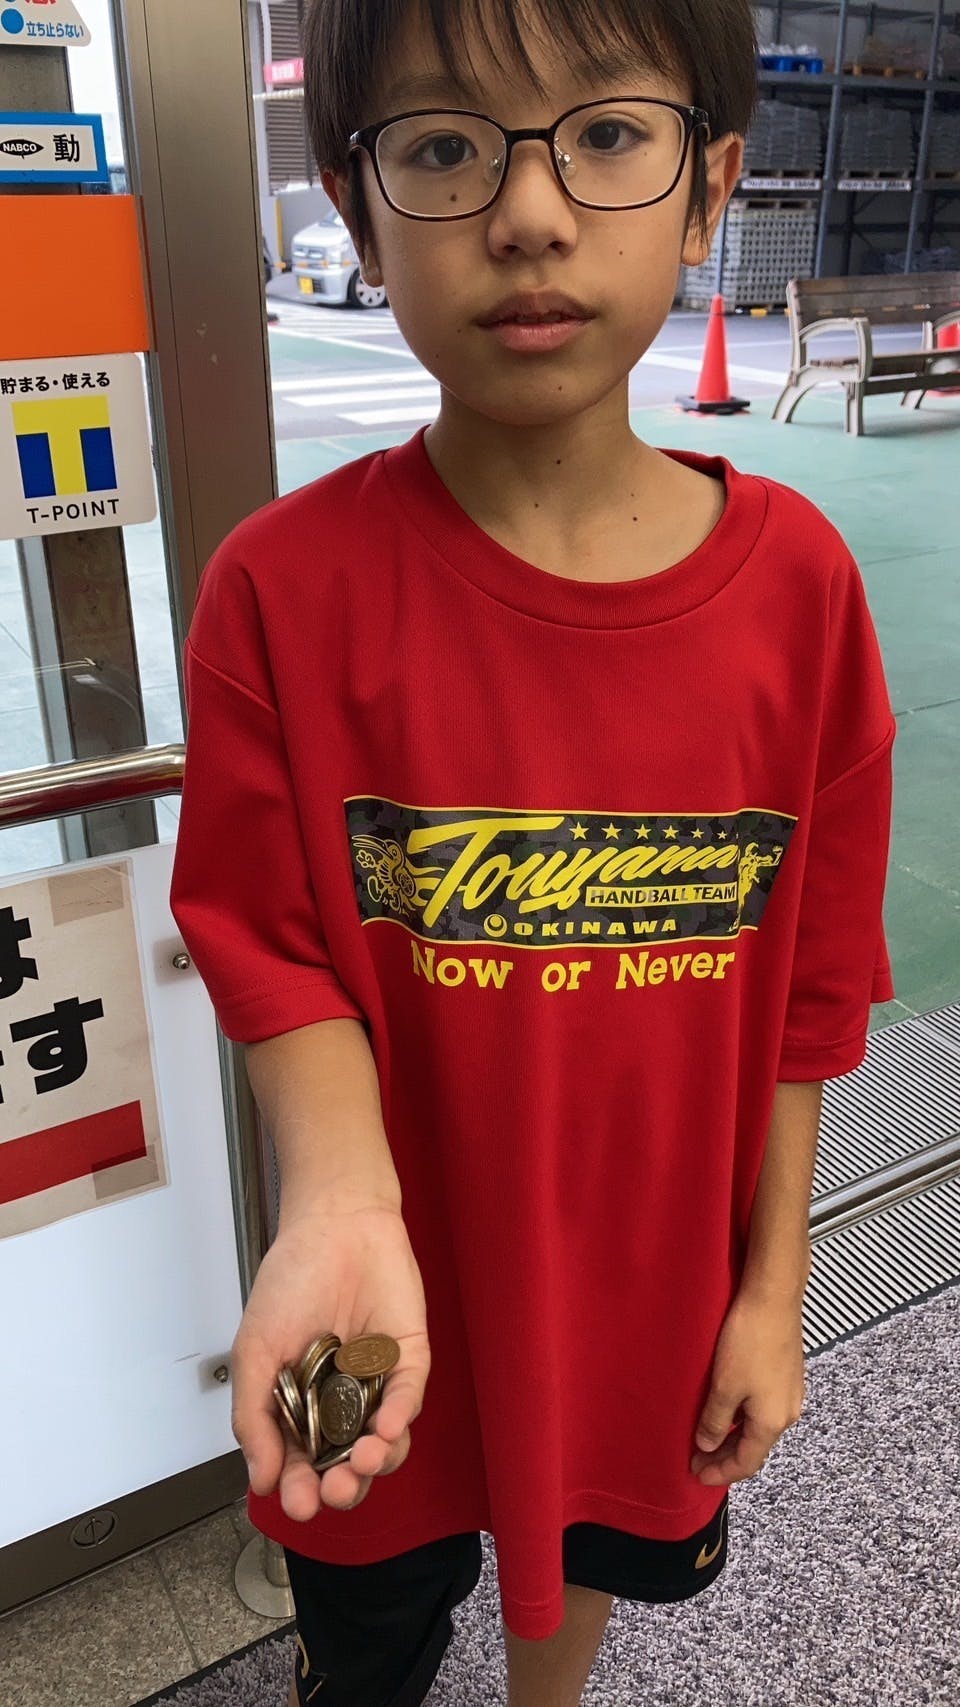 立ち止らない
NABCO 動
貯まる・使える
T-POINT
は
ます
Touyama
HANDBALL TEAM
OKINAWA
Now or Never